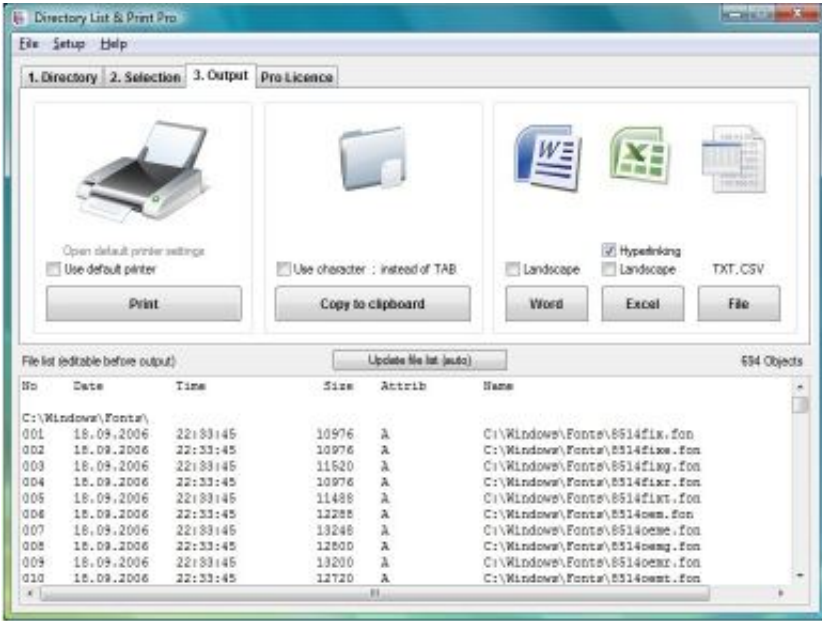 Directory List & Print Pro
File Setup Help
1. Directory 2. Selection 3. Output Pro Licence
Open default printer settings
Use default printer
Print
Use character ; instead of TAB
Copy to clipboard
Hyperlinking
Landscape Landscape TXT, CSV
Word Excel File
File list (editable before output) Update file list (auto) 694 Objects
No Date Time Size Attrib Name
C:\Windows\Fonts\
001 18.09.2006 22:33:45 10976 A C:\Windows\Fonts\8514fix.fon
002 18.09.2006 22:33:45 10976 A C:\Windows\Fonts\8514fixe.fon
003 18.09.2006 22:33:45 11520 A C:\Windows\Fonts\8514fixg.fon
004 18.09.2006 22:33:45 10976 A C:\Windows\Fonts\8514fixr.fon
005 18.09.2006 22:33:45 11488 A C:\Windows\Fonts\8514fixt.fon
006 18.09.2006 22:33:45 12288 A C:\Windows\Fonts\8514oem.fon
007 18.09.2006 22:33:45 13248 A C:\Windows\Fonts\8514oeme.fon
008 18.09.2006 22:33:45 12800 A C:\Windows\Fonts\8514oemg.fon
009 18.09.2006 22:33:45 13200 A C:\Windows\Fonts\8514oemr.fon
010 18.09.2006 22:33:45 12720 A C:\Windows\Fonts\8514oemt.fon